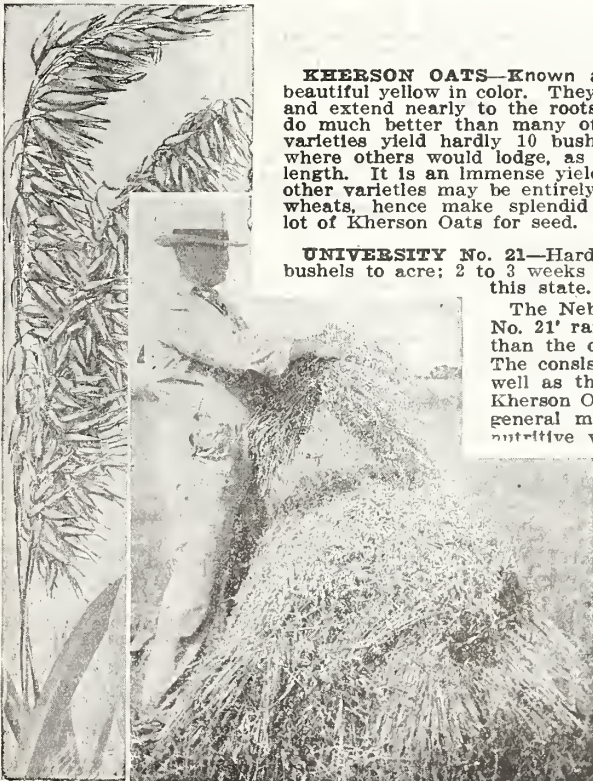 KHERSON OATS—Known a
beautiful yellow in color. They
and extend nearly to the roots
do much better than many ot
varieties yield hardly 10 bush
where others would lodge, as
length. It is an immense yiel
other varieties may be entirely
wheats, hence make splendid
lot of Kherson Oats for seed.
UNIVERSITY No. 21—Hard
bushels to acre; 2 to 3 weeks
this state.
The Neb
No. 21' ra
than the o
The consis
well as th
Kherson O
general m
nutritive v